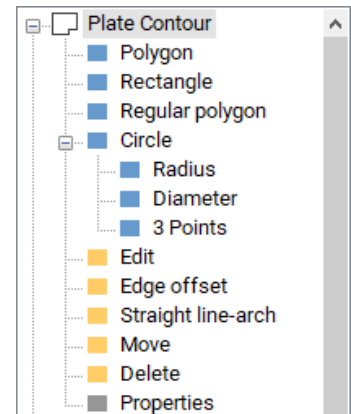 Plate Contour
Polygon
Rectangle
Regular polygon
Circle
Radius
Diameter
3 Points
Edit
Edge offset
Straight line-arch
Move
Delete
Properties